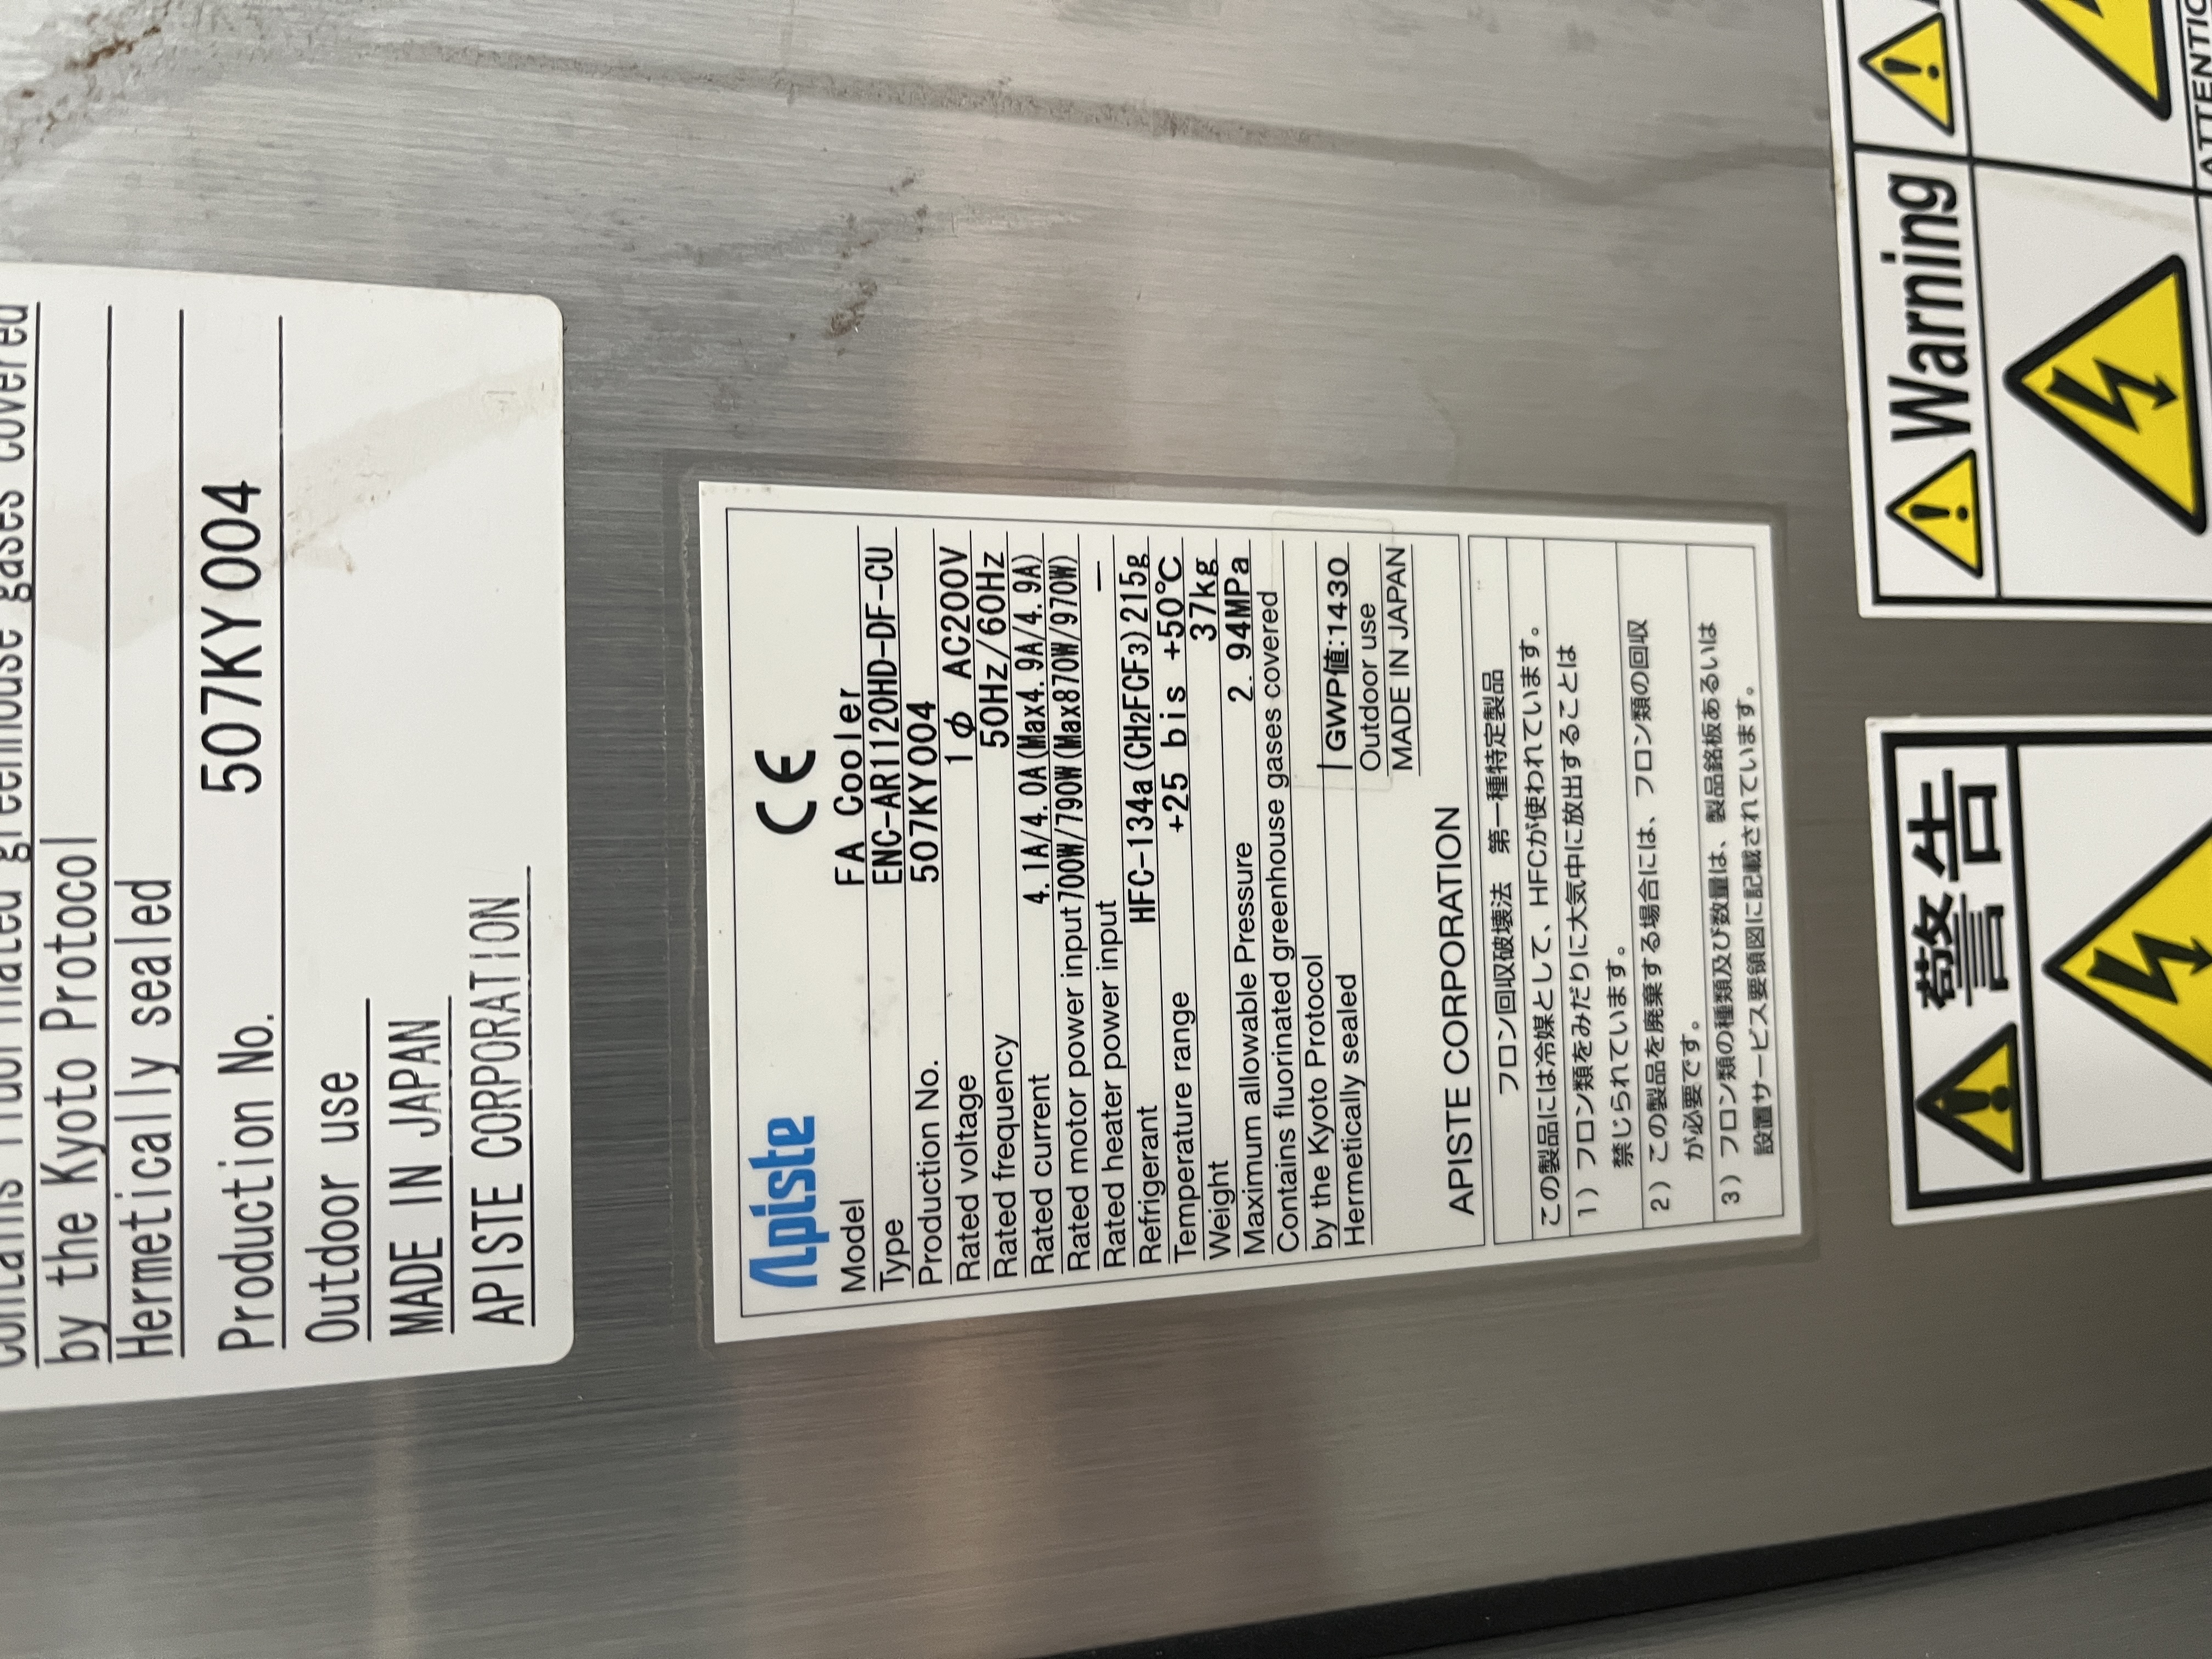 Contains fluorinated greenhouse gases covered
by the Kyoto Protocol
Hermetically sealed
Production No. 507KY004
Outdoor use
MADE IN JAPAN
APISTE CORPORATION
Apiste CE
Model FA Cooler
Type ENC-AR1120HD-DF-CU
Production No. 507KY004
Rated voltage 1φ AC200V
Rated frequency 50Hz/60Hz
Rated current 4.1A/4.0A(Max4.9A/4.9A)
Rated motor power input 700W/790W(Max870W/970W)
Rated heater power input —
Refrigerant HFC-134a(CH2FCF3)215g
Temperature range +25 bis +50℃
Weight 37kg
Maximum allowable Pressure 2.94MPa
Contains fluorinated greenhouse gases covered
by the Kyoto Protocol GWP値:1430
Hermetically sealed
Outdoor use
MADE IN JAPAN
APISTE CORPORATION
フロン回収破壊法 第一種特定製品
この製品には冷媒として、HFCが使われています。
1）フロン類をみだりに大気中に放出することは
禁じられています。
2）この製品を廃棄する場合には、フロン類の回収
が必要です。
3）フロン類の種類及び数量は、製品銘板あるいは
設置サービス要領図に記載されています。
警告
Warning